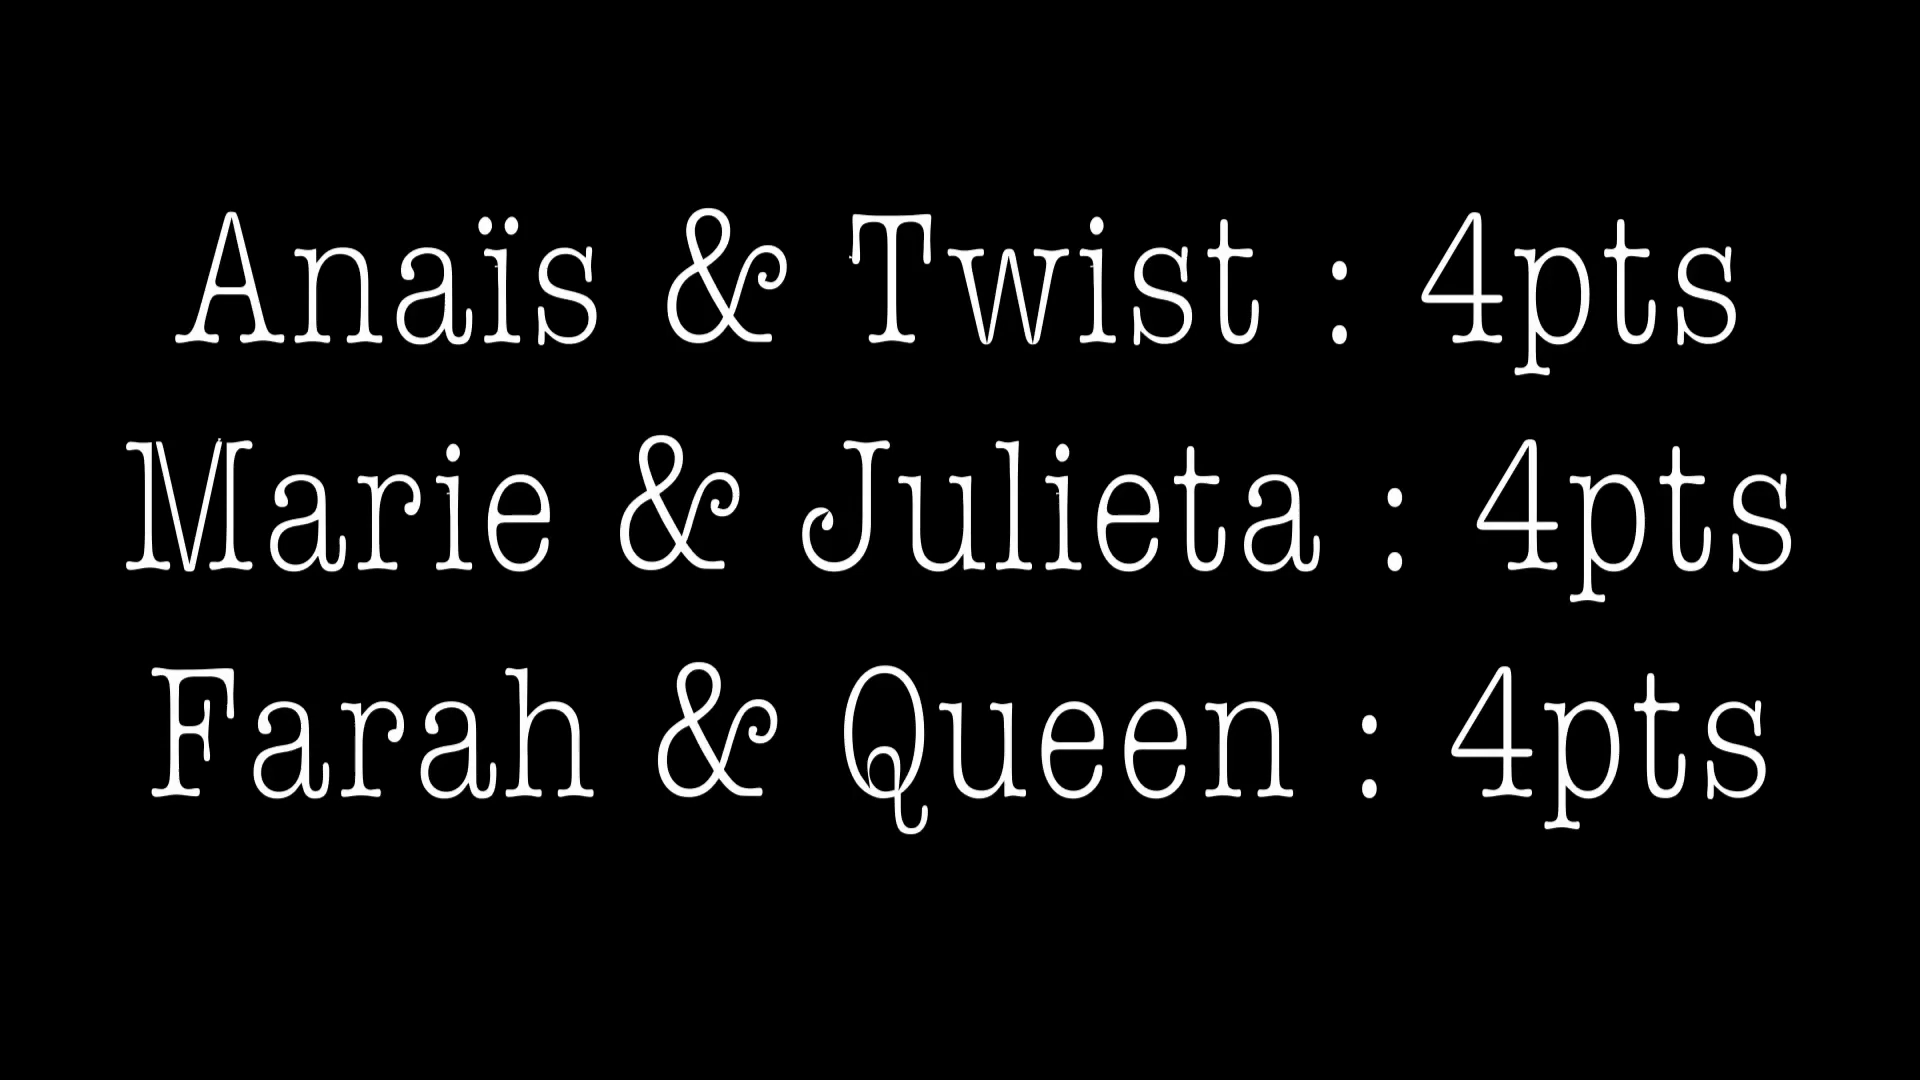 Anaïs & Twist : 4pts
Marie & Julieta : 4pts
Farah & Queen : 4pts